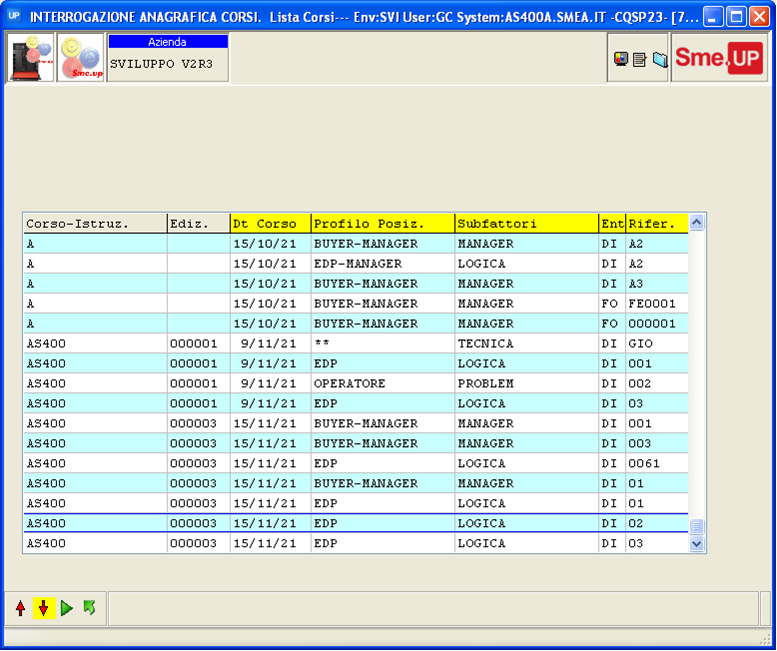 UP INTERROGAZIONE ANAGRAFICA CORSI. Lista Corsi--- Env:SVI User:GC System:AS400A.SMEA.IT -CQSP23- [7...
Sme.up
Azienda
SVILUPPO V2R3
Sme.UP
Corso-Istruz. Ediz. Dt Corso Profilo Posiz. Subfattori Ent Rifer.
A 15/10/21 BUYER-MANAGER MANAGER DI A2
A 15/10/21 EDP-MANAGER LOGICA DI A2
A 15/10/21 BUYER-MANAGER MANAGER DI A3
A 15/10/21 BUYER-MANAGER MANAGER FO FE0001
A 15/10/21 BUYER-MANAGER MANAGER FO 000001
AS400 000001 9/11/21 ** TECNICA DI GIO
AS400 000001 9/11/21 EDP LOGICA DI 001
AS400 000001 9/11/21 OPERATORE PROBLEM DI 002
AS400 000001 9/11/21 EDP LOGICA DI 03
AS400 000003 15/11/21 BUYER-MANAGER MANAGER DI 001
AS400 000003 15/11/21 BUYER-MANAGER MANAGER DI 003
AS400 000003 15/11/21 EDP LOGICA DI 0061
AS400 000003 15/11/21 BUYER-MANAGER MANAGER DI 01
AS400 000003 15/11/21 EDP LOGICA DI 01
AS400 000003 15/11/21 EDP LOGICA DI 02
AS400 000003 15/11/21 EDP LOGICA DI 03